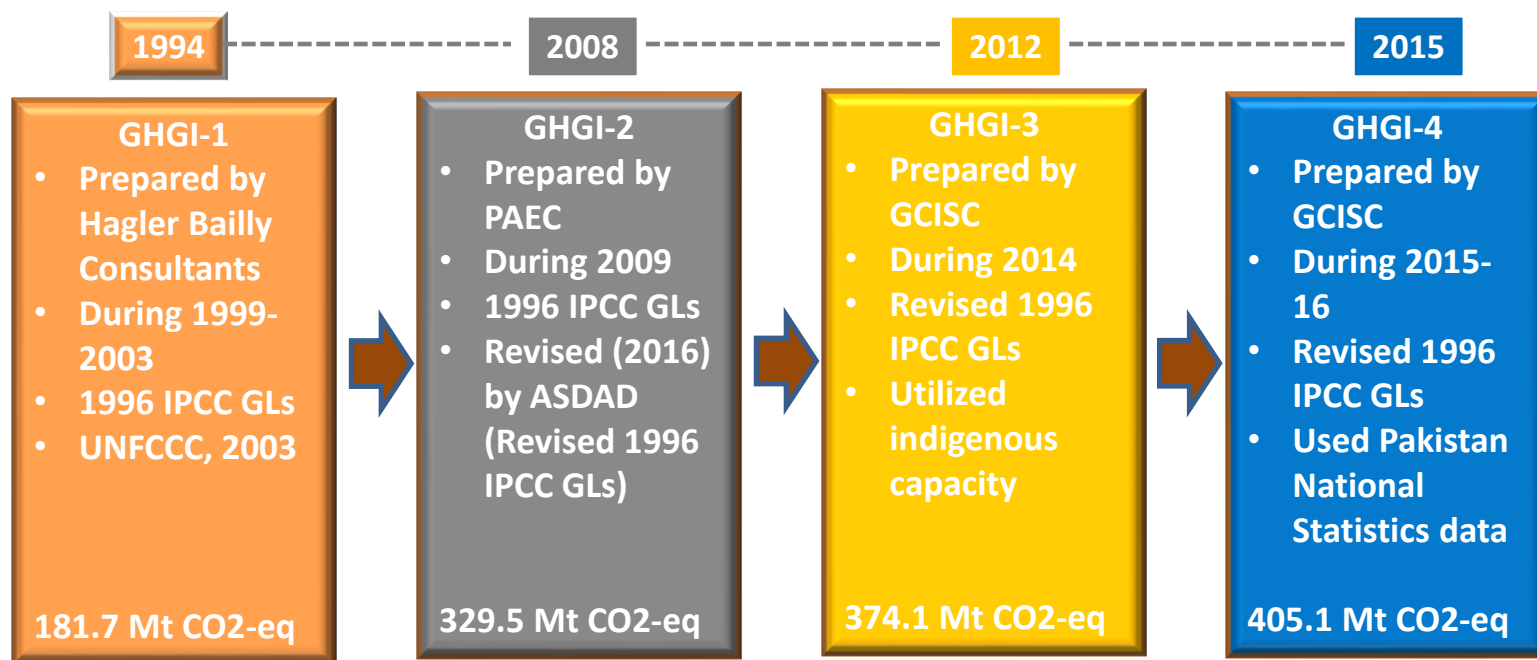 1994
2008
2012
2015
GHGI-1
• Prepared by
Hagler Bailly
Consultants
• During 1999-
2003
• 1996 IPCC GLs
• UNFCCC, 2003
181.7 Mt CO2-eq
GHGI-2
• Prepared by
PAEC
• During 2009
• 1996 IPCC GLs
• Revised (2016)
by ASDAD
(Revised 1996
IPCC GLs)
329.5 Mt CO2-eq
GHGI-3
• Prepared by
GCISC
• During 2014
• Revised 1996
IPCC GLs
• Utilized
indigenous
capacity
374.1 Mt CO2-eq
GHGI-4
• Prepared by
GCISC
• During 2015-
16
• Revised 1996
IPCC GLs
• Used Pakistan
National
Statistics data
405.1 Mt CO2-eq